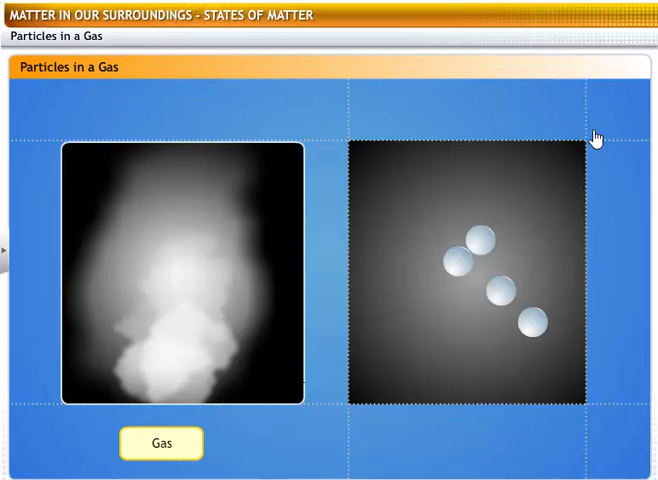 MATTER IN OUR SURROUNDINGS - STATES OF MATTER
Particles in a Gas
Particles in a Gas
Gas